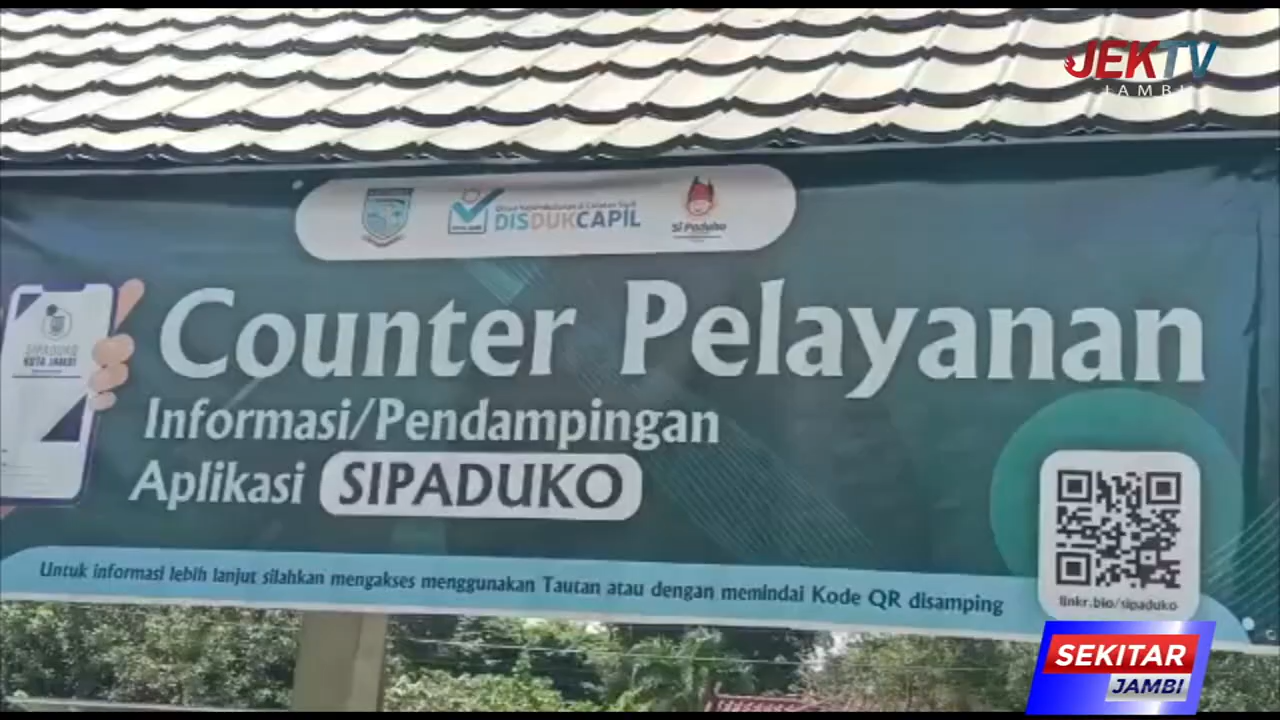 JEKTV
JAMBI
DISDUKCAPIL
Si Paduko
Counter Pelayanan
SIPADUKO
KOTA JAMBI
Informasi/Pendampingan
Aplikasi SIPADUKO
Untuk informasi lebih lanjut silahkan mengakses menggunakan Tautan atau dengan memindai Kode QR disamping
linkr.bio/sipaduko
SEKITAR
JAMBI